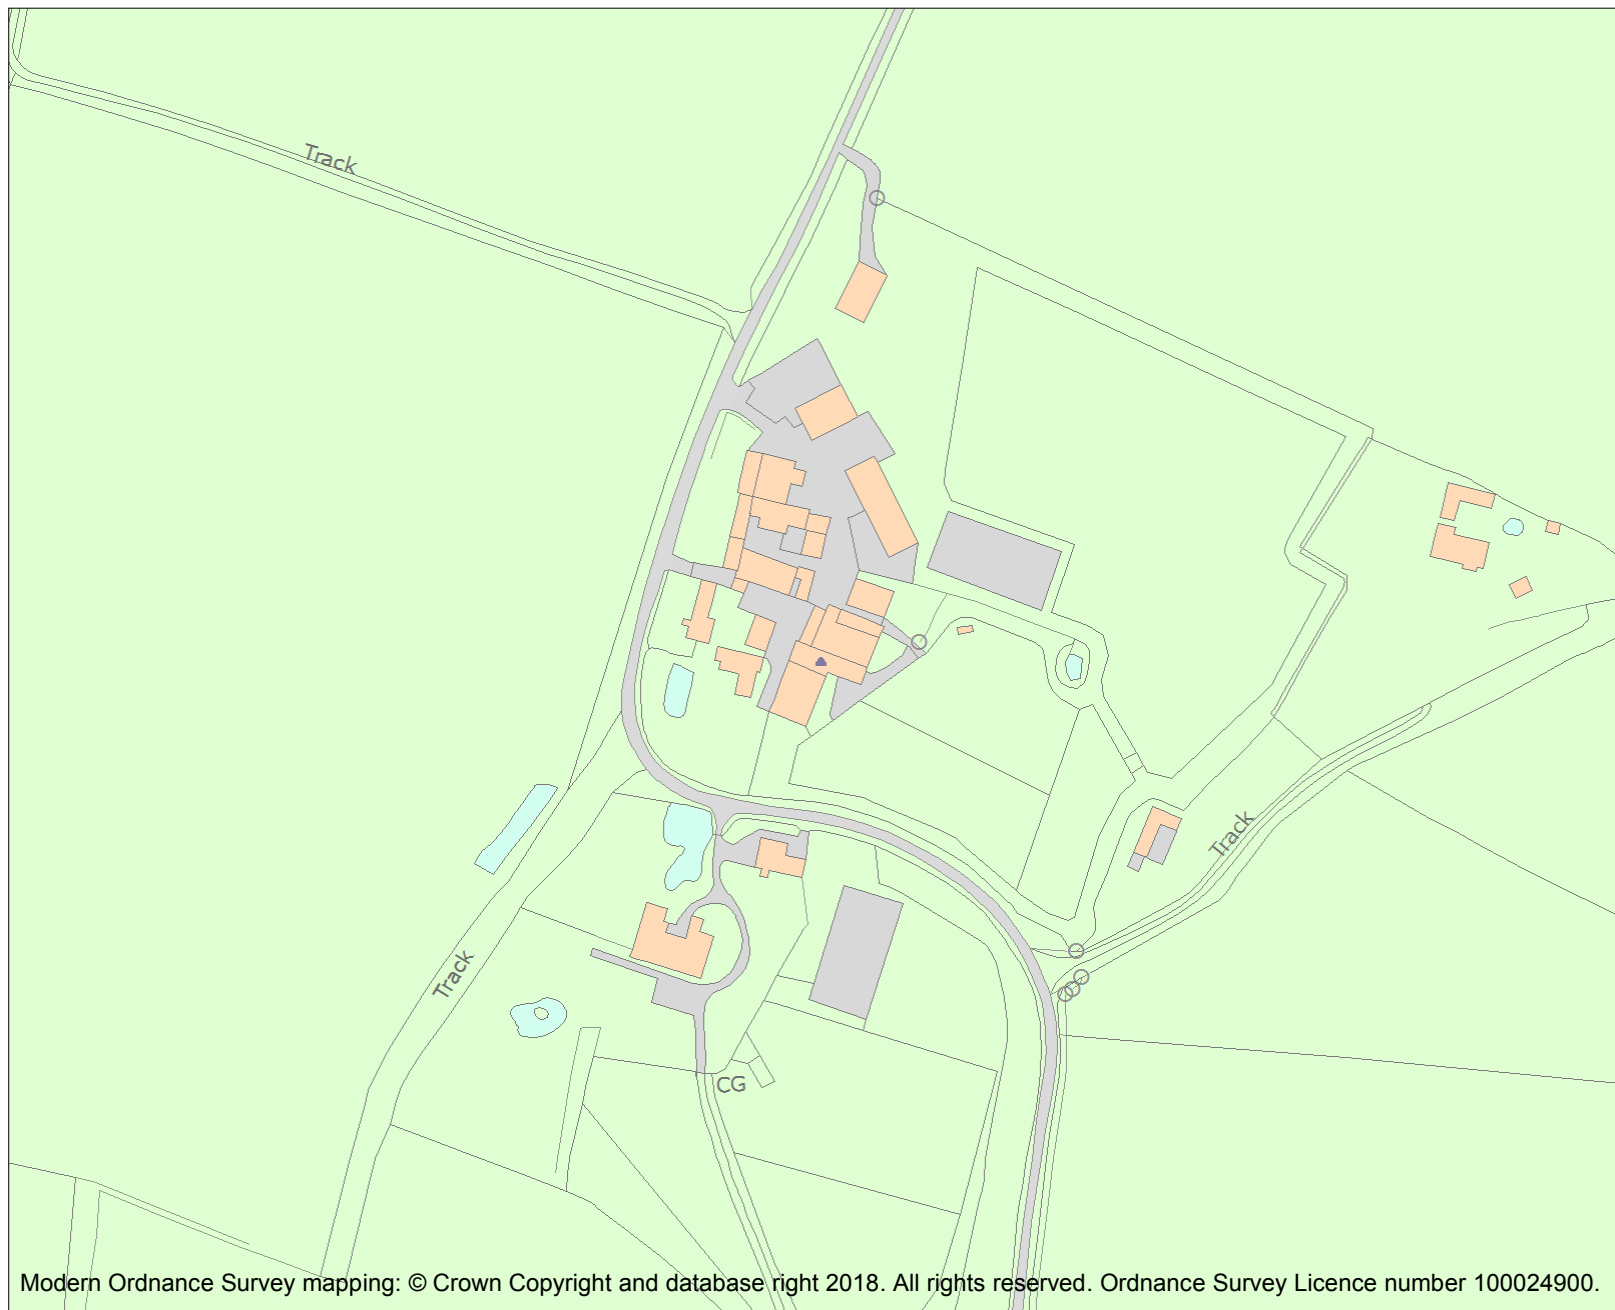 Track
Track
Track
CG
Modern Ordnance Survey mapping: © Crown Copyright and database right 2018. All rights reserved. Ordnance Survey Licence number 100024900.